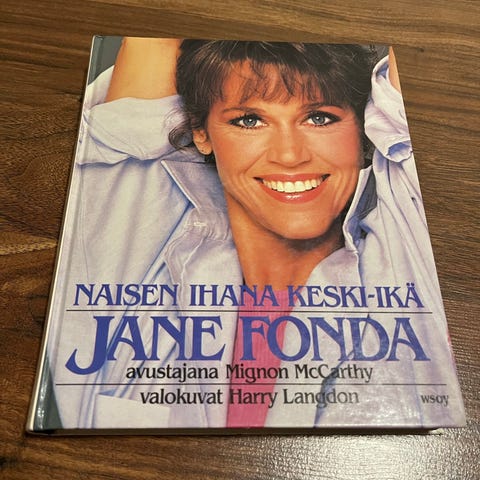 NAISEN IHANA KESKI-IKÄ
JANE FONDA
avustajana Mignon McCarthy
valokuvat Harry Langdon
WSOY